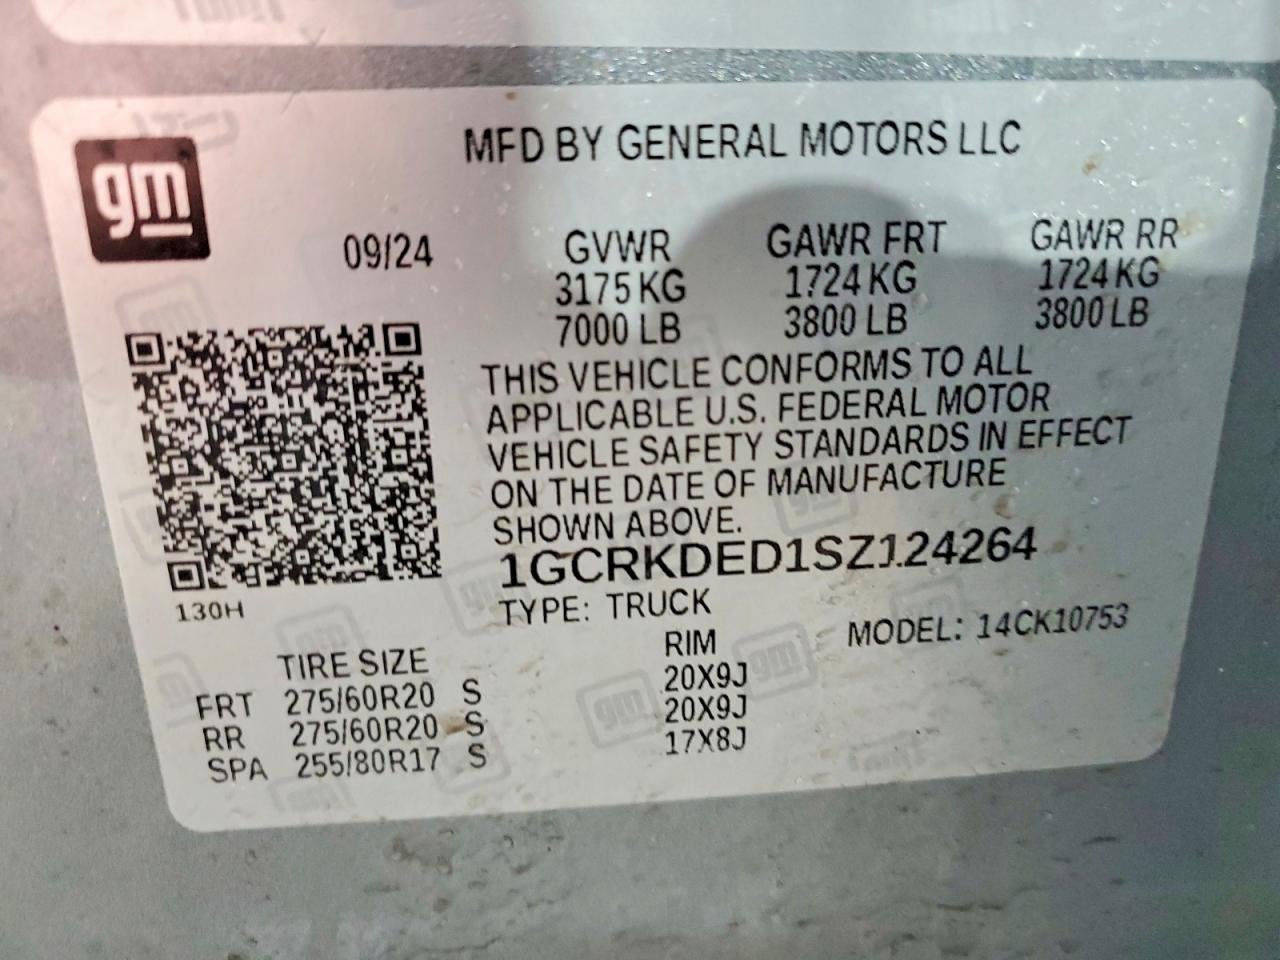 gm
MFD BY GENERAL MOTORS LLC
09/24
GVWR GAWR FRT GAWR RR
3175 KG 1724 KG 1724 KG
7000 LB 3800 LB 3800 LB
THIS VEHICLE CONFORMS TO ALL
APPLICABLE U.S. FEDERAL MOTOR
VEHICLE SAFETY STANDARDS IN EFFECT
ON THE DATE OF MANUFACTURE
SHOWN ABOVE.
1GCRKDED1SZ124264
130H
TYPE: TRUCK MODEL: 14CK10753
TIRE SIZE RIM
FRT 275/60R20 S 20X9J
RR 275/60R20 S 20X9J
SPA 255/80R17 S 17X8J